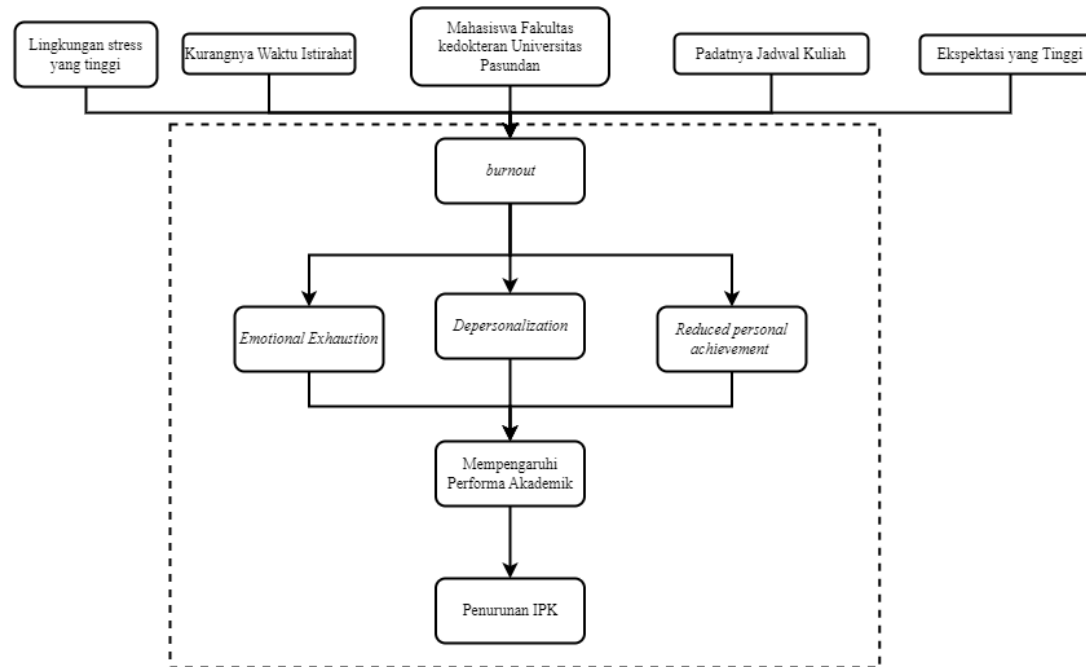 Lingkungan stress
yang tinggi
Kurangnya Waktu Istirahat
Mahasiswa Fakultas
kedokteran Universitas
Pasundan
Padatnya Jadwal Kuliah
Ekspektasi yang Tinggi
burnout
Emotional Exhaustion
Depersonalization
Reduced personal
achievement
Mempengaruhi
Performa Akademik
Penurunan IPK